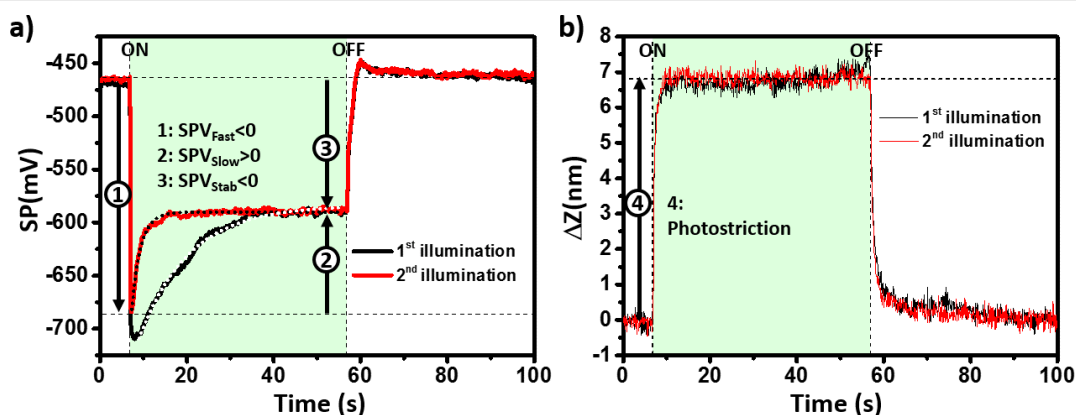 a)
ON
OFF
-450
-500
-550
-600
-650
-700
SP(mV)
1: SPVFast<0
2: SPVSlow>0
3: SPVStab<0
1
3
2
1st illumination
2nd illumination
0
20
40
60
80
100
Time (s)
b)
ON
OFF
8
7
6
5
4
3
2
1
0
-1
ΔZ(nm)
1st illumination
2nd illumination
4
4:
Photostriction
0
20
40
60
80
100
Time (s)